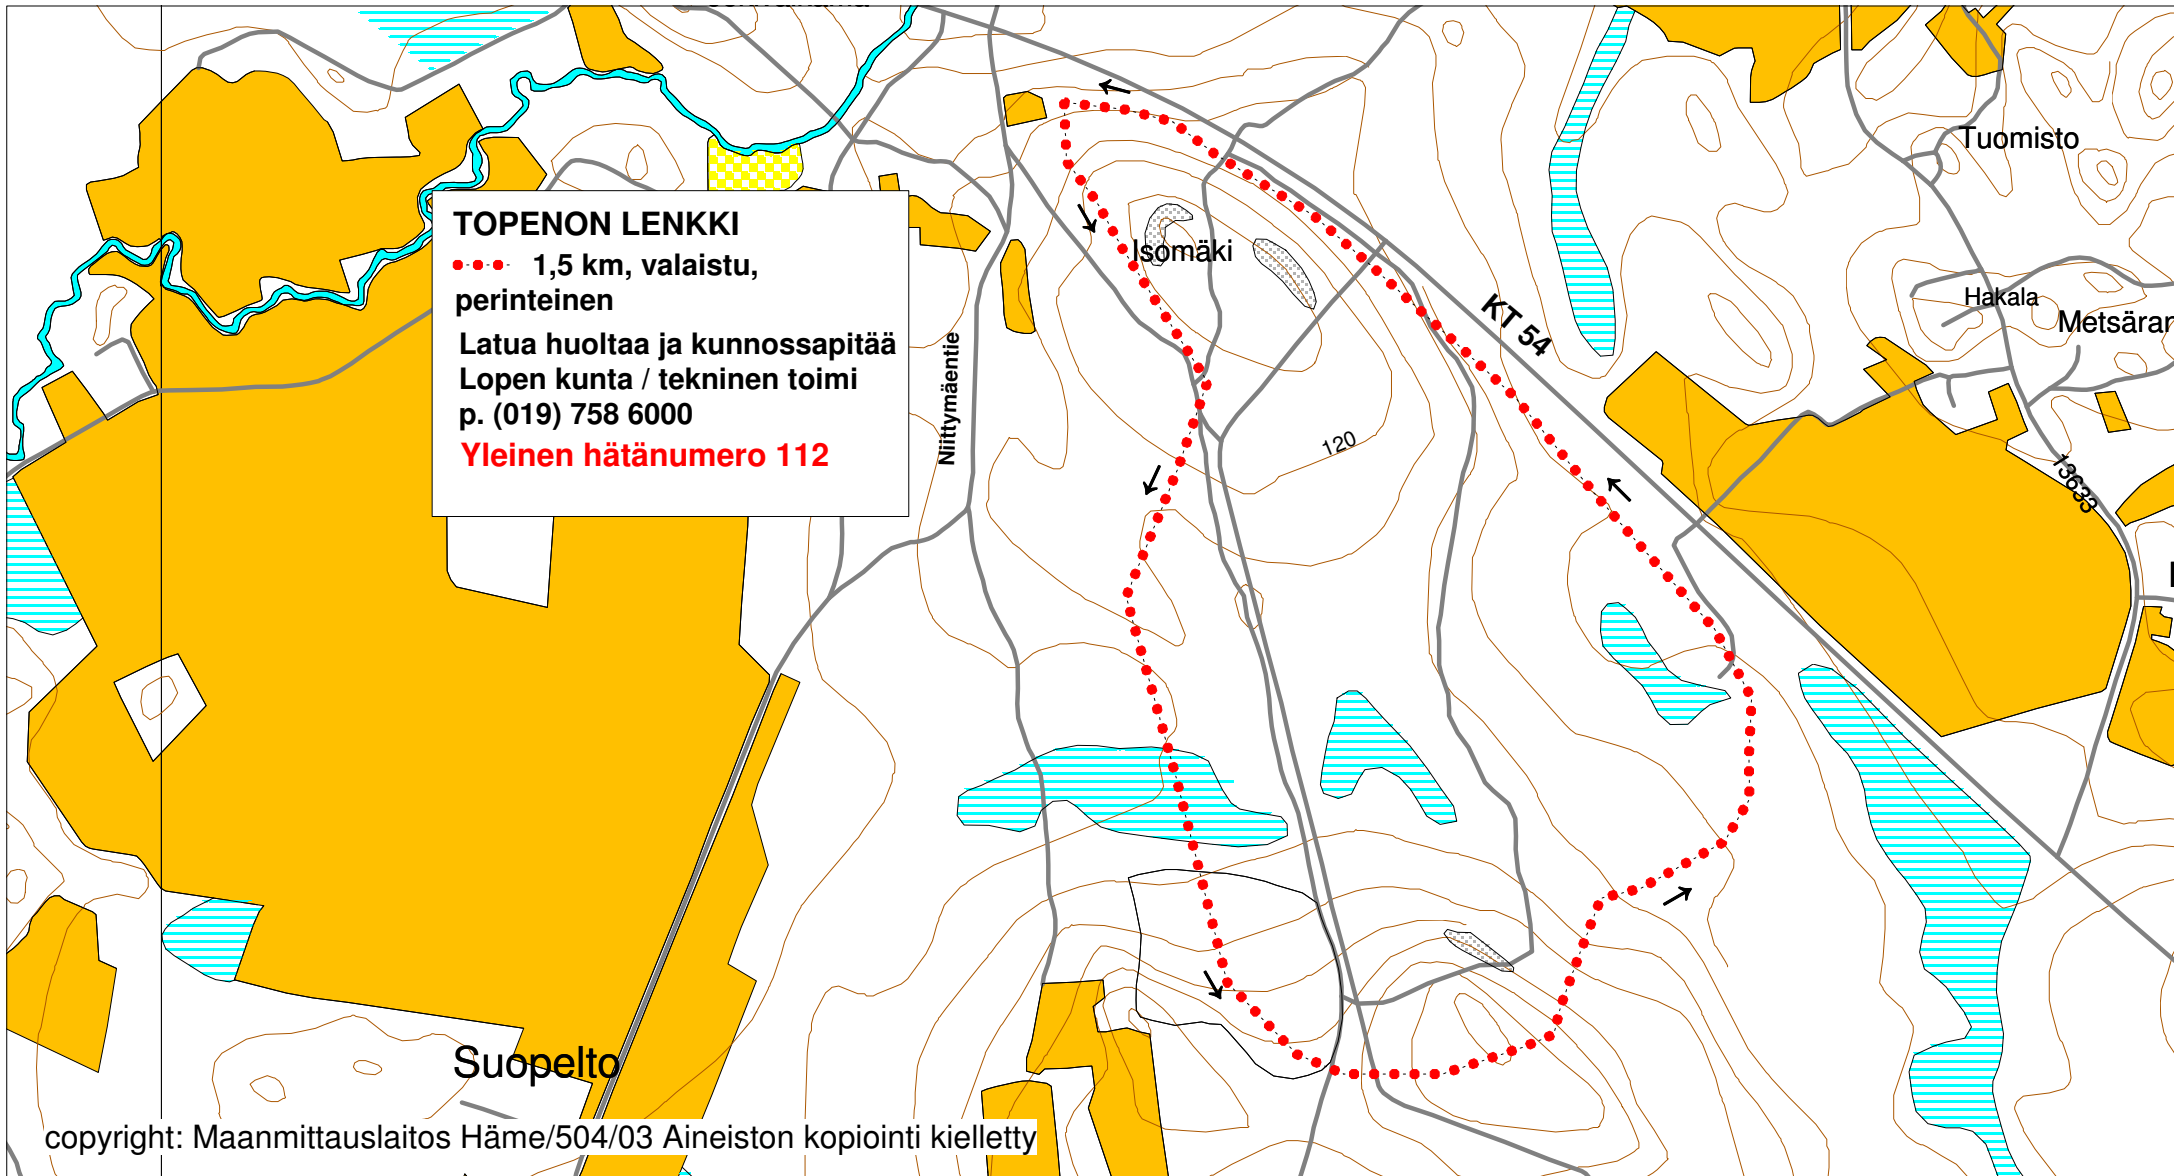 TOPENON LENKKI
1,5 km, valaistu,
perinteinen
Latua huoltaa ja kunnossapitää
Lopen kunta / tekninen toimi
p. (019) 758 6000
Yleinen hätänumero 112
Isomäki
Niittymäentie
KT 54
120
Tuomisto
Hakala
Metsäran
13633
Suopelto
copyright: Maanmittauslaitos Häme/504/03 Aineiston kopiointi kielletty